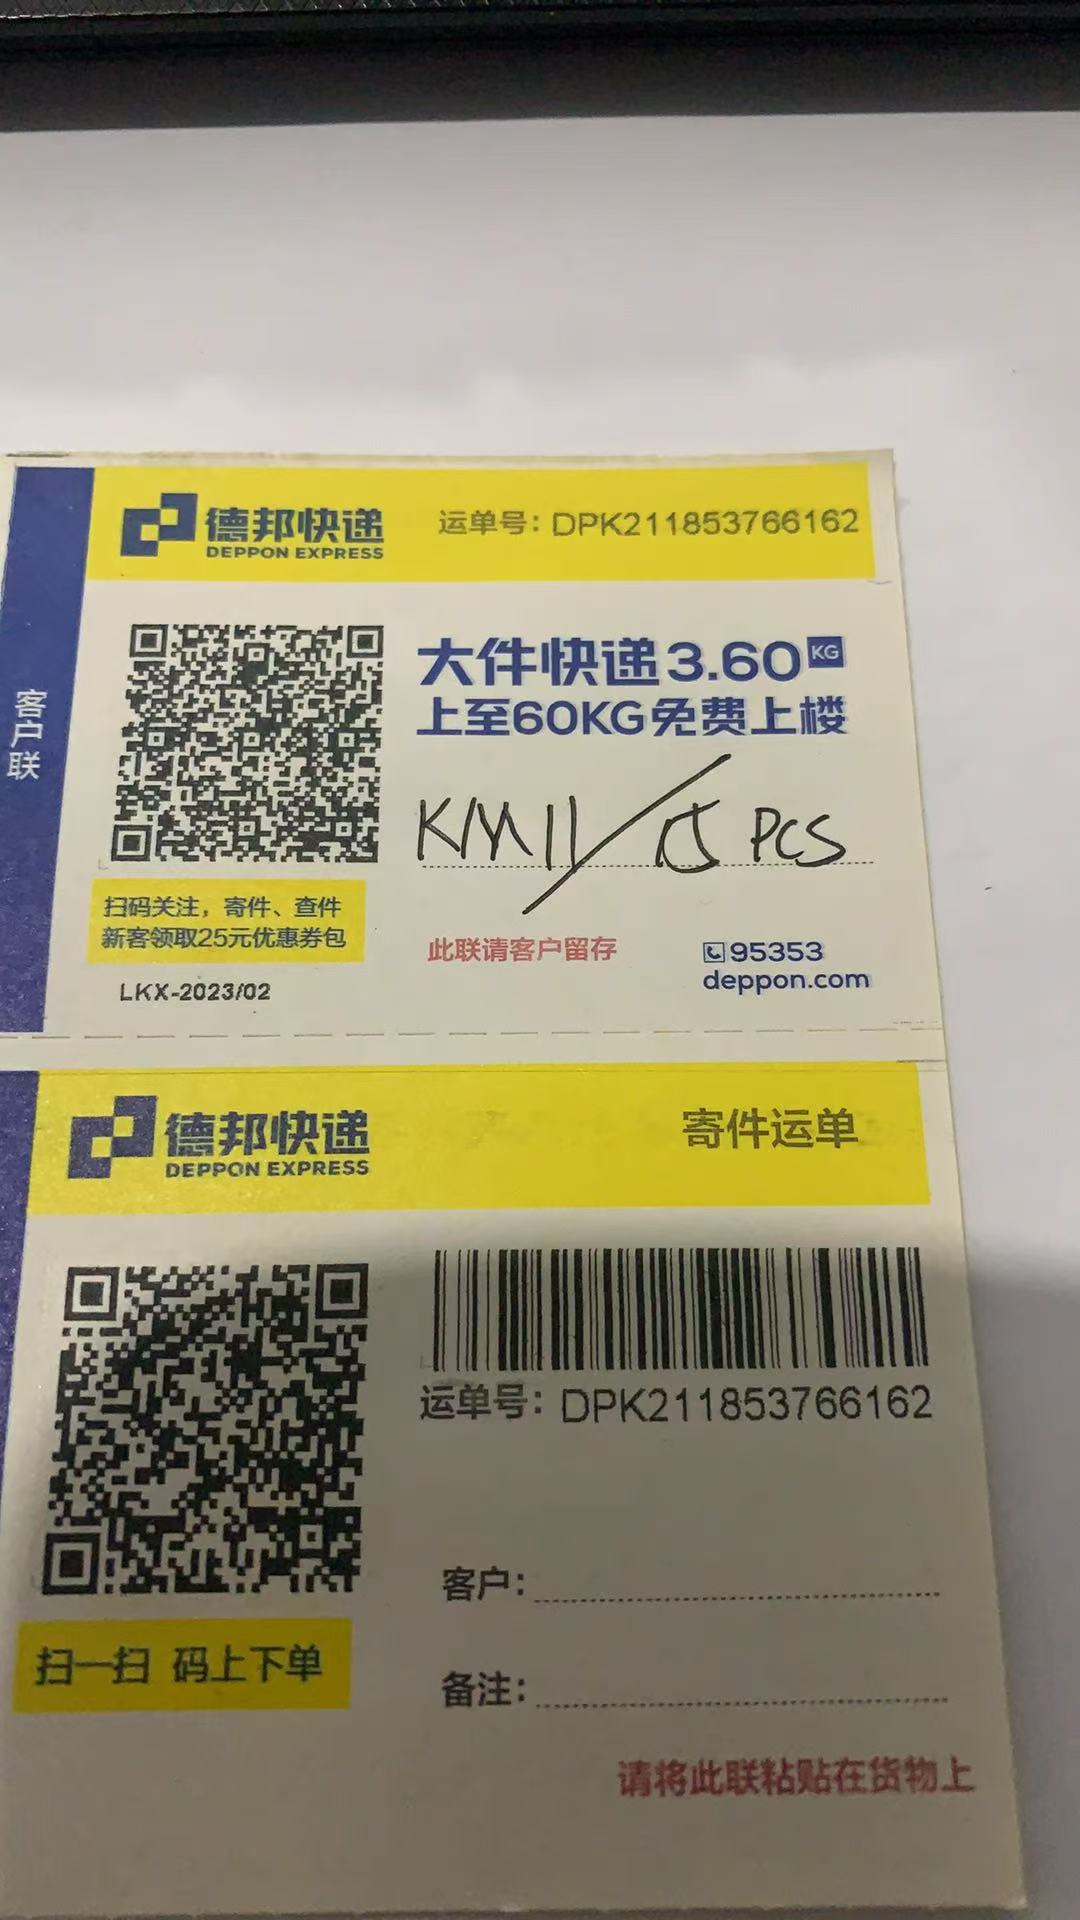 德邦快递
DEPPON EXPRESS
运单号：DPK211853766162
客户联
大件快递3.60KG
上至60KG免费上楼
KM11/15 PCS
扫码关注，寄件、查件
新客领取25元优惠券包
此联请客户留存
95353
deppon.com
LKX-2023/02
德邦快递
DEPPON EXPRESS
寄件运单
运单号：DPK211853766162
客户：
备注：
扫一扫 码上下单
请将此联粘贴在货物上